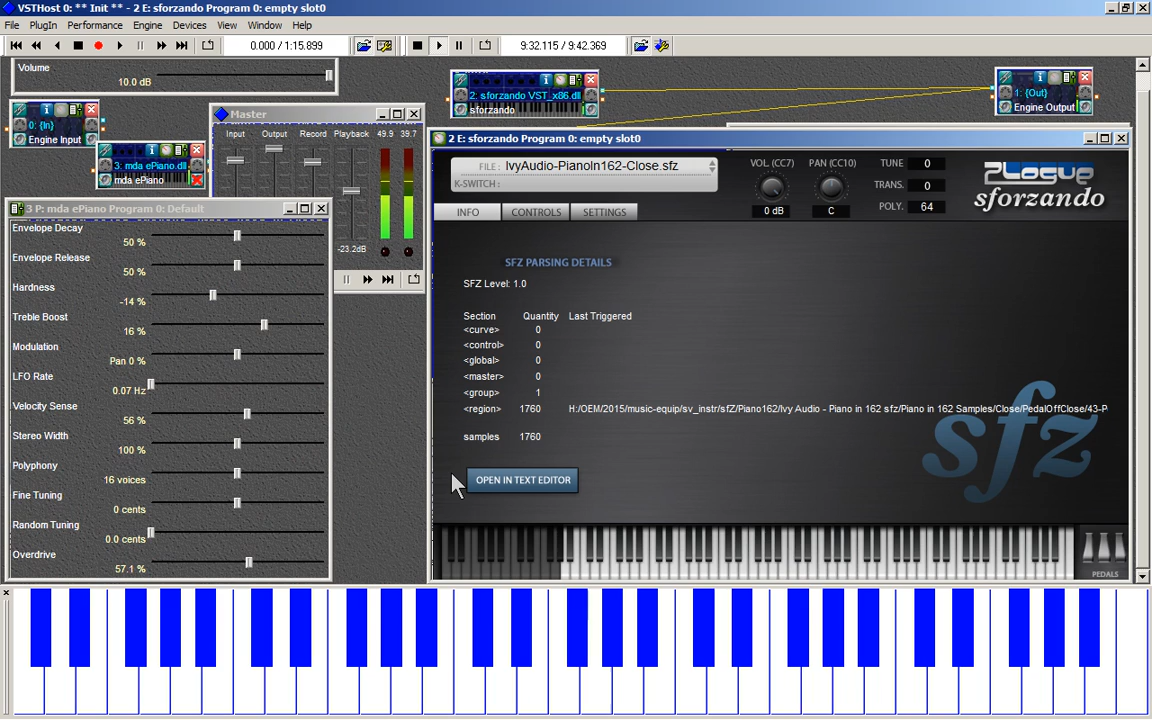 VSTHost 0: ** Init ** - 2 E: sforzando Program 0: empty slot0
File PlugIn Performance Engine Devices View Window Help
0.000 / 1:15.899
9:32.115 / 9:42.369
Volume
10.0 dB
0: {In}
Engine Input
3: mda ePiano.dll
mda ePiano
Master
Input Output Record Playback 49.9 39.7
-23.2dB
2: sforzando VST_x86.dll
sforzando
1: {Out}
Engine Output
3 P: mda ePiano Program 0: Default
Envelope Decay
50 %
Envelope Release
50 %
Hardness
-14 %
Treble Boost
16 %
Modulation
Pan 0 %
LFO Rate
0.07 Hz
Velocity Sense
56 %
Stereo Width
100 %
Polyphony
16 voices
Fine Tuning
0 cents
Random Tuning
0.0 cents
Overdrive
57.1 %
2 E: sforzando Program 0: empty slot0
FILE : IvyAudio-PianoIn162-Close.sfz
K-SWITCH :
VOL. (CC7) PAN (CC10)
0 dB C
TUNE 0
TRANS. 0
POLY. 64
Plogue
sforzando
INFO CONTROLS SETTINGS
SFZ PARSING DETAILS
SFZ Level: 1.0
Section Quantity Last Triggered
<curve> 0
<control> 0
<global> 0
<master> 0
<group> 1
<region> 1760 H:/OEM/2015/music-equip/sv_instr/sfZ/Piano162/Ivy Audio - Piano in 162 sfz/Piano in 162 Samples/Close/PedalOffClose/43-P
samples 1760
OPEN IN TEXT EDITOR
sfz
PEDALS